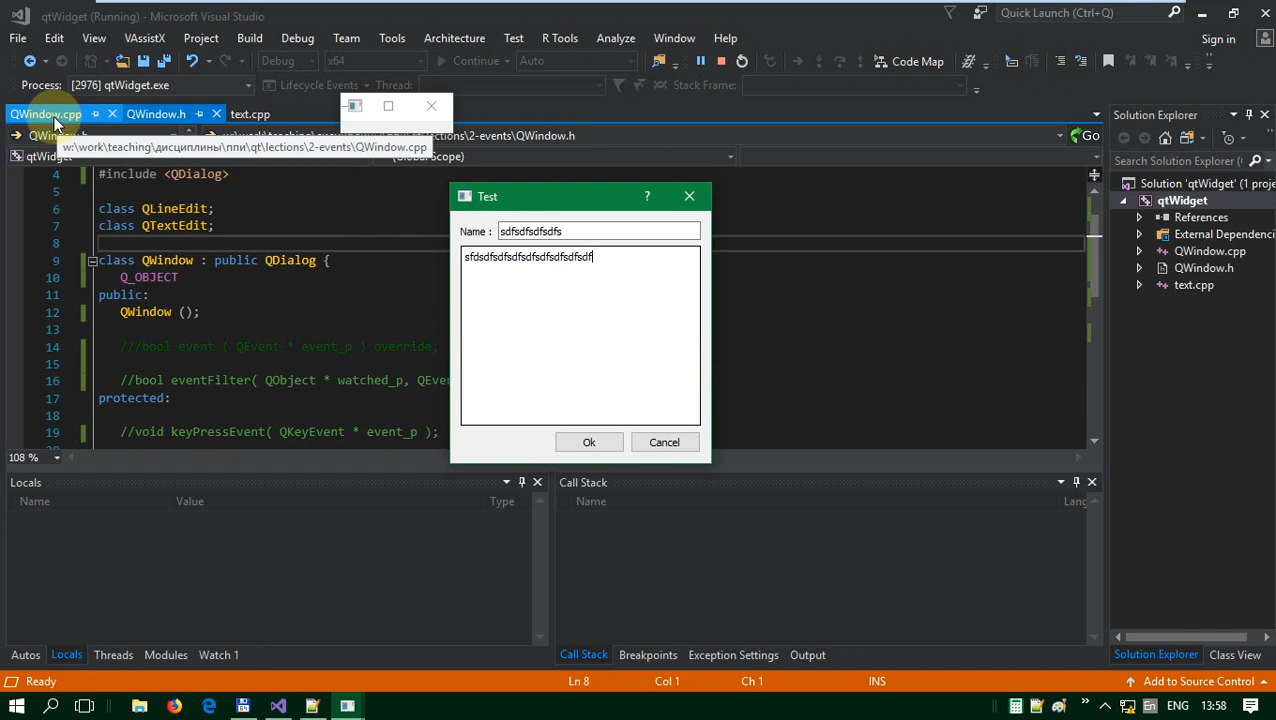 qtWidget (Running) - Microsoft Visual Studio
Quick Launch (Ctrl+Q)
File Edit View VAssistX Project Build Debug Team Tools Architecture Test R Tools Analyze Window Help
Sign in
Debug x64 Continue Auto Code Map
Process: [2976] qtWidget.exe Lifecycle Events Thread: Stack Frame:
QWindow.cpp QWindow.h text.cpp
Solution Explorer
QWindow.h
-events\QWindow.h
Go
w:\work\teaching\дисциплины\ппи\qt\lections\2-events\QWindow.cpp
qtWidget
Search Solution Explorer
4 #include <QDialog>
5
6 class QLineEdit;
7 class QTextEdit;
8
9 class QWindow : public QDialog {
10 Q_OBJECT
11 public:
12 QWindow ();
13
14 ///bool event ( QEvent * event_p ) override;
15
16 //bool eventFilter( QObject * watched_p, QEve
17 protected:
18
19 //void keyPressEvent( QKeyEvent * event_p );
108 %
Test ?
Name : sdfsdfsdfsdfs
sfdsdfsdfsdfsdfsdfsdfsdfsdf
Ok Cancel
Solution 'qtWidget' (1 proje
qtWidget
References
External Dependenci
QWindow.cpp
QWindow.h
text.cpp
Locals
Name Value Type
Call Stack
Name Lang
Autos Locals Threads Modules Watch 1
Call Stack Breakpoints Exception Settings Output
Solution Explorer Class View
Ready Ln 8 Col 1 Ch 1 INS Add to Source Control
En ENG 13:58